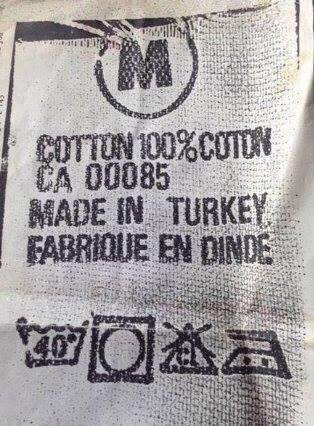 M
COTTON 100% COTON
CA 00085
MADE IN TURKEY
FABRIQUE EN DINDE
40°